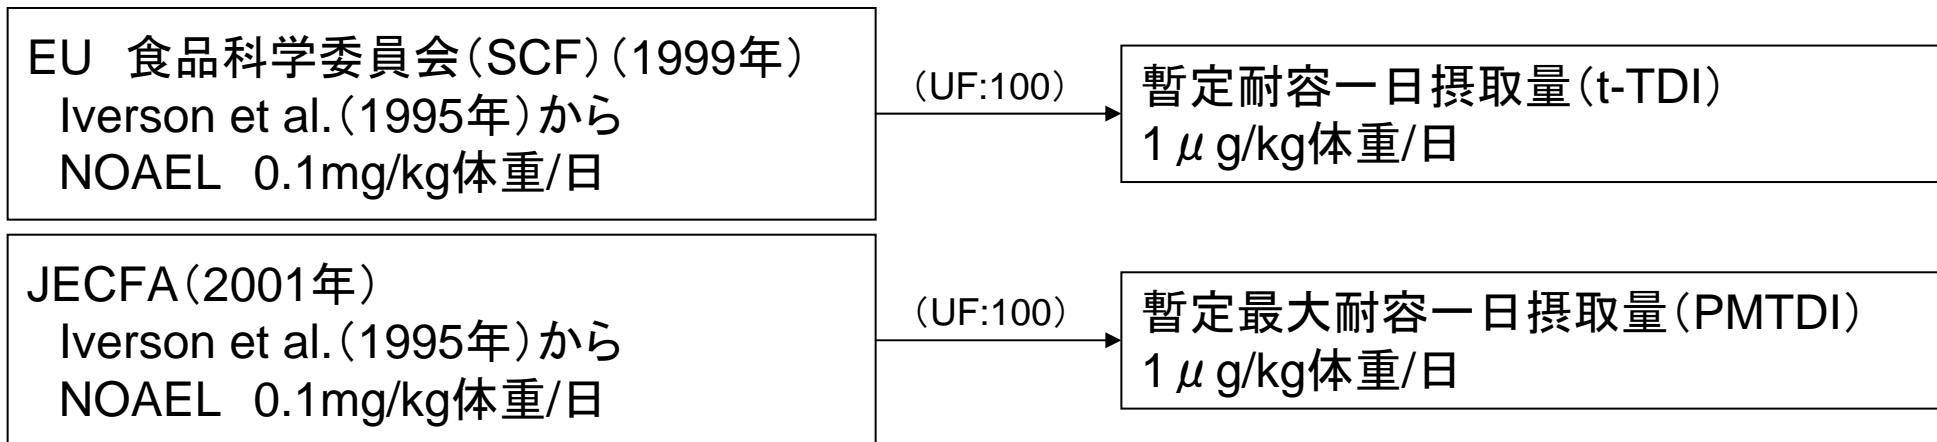 EU　食品科学委員会（SCF）（1999年）
Iverson et al.（1995年）から
NOAEL　0.1mg/kg体重/日
（UF:100）
暫定耐容一日摂取量（t-TDI）
1μg/kg体重/日
JECFA（2001年）
Iverson et al.（1995年）から
NOAEL　0.1mg/kg体重/日
（UF:100）
暫定最大耐容一日摂取量（PMTDI）
1μg/kg体重/日